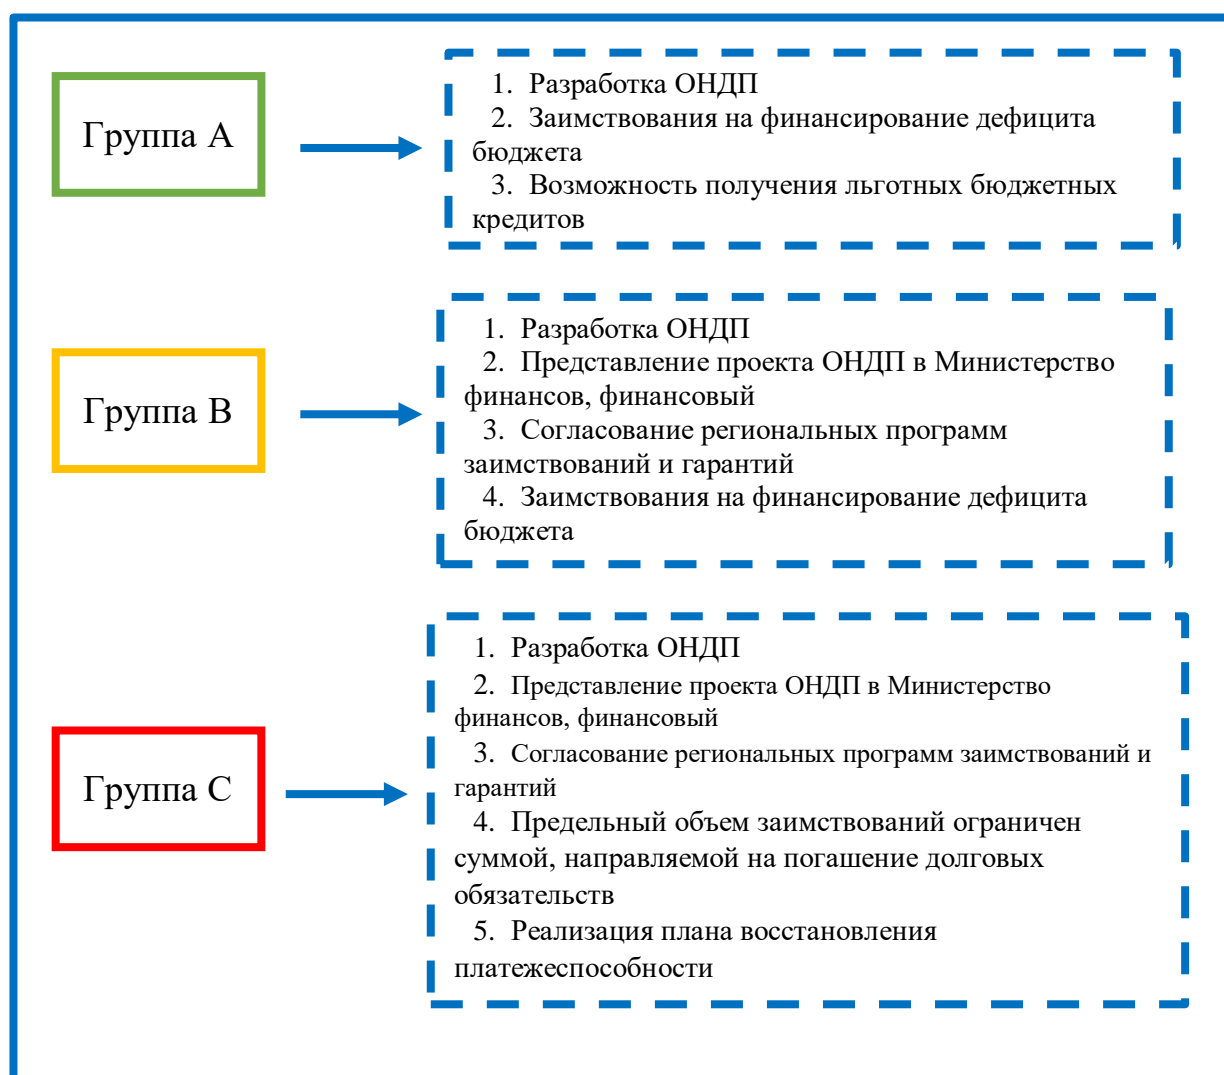 Группа А
1. Разработка ОНДП
2. Заимствования на финансирование дефицита
бюджета
3. Возможность получения льготных бюджетных
кредитов
Группа В
1. Разработка ОНДП
2. Представление проекта ОНДП в Министерство
финансов, финансовый
3. Согласование региональных программ
заимствований и гарантий
4. Заимствования на финансирование дефицита
бюджета
Группа С
1. Разработка ОНДП
2. Представление проекта ОНДП в Министерство
финансов, финансовый
3. Согласование региональных программ заимствований и
гарантий
4. Предельный объем заимствований ограничен
суммой, направляемой на погашение долговых
обязательств
5. Реализация плана восстановления
платежеспособности